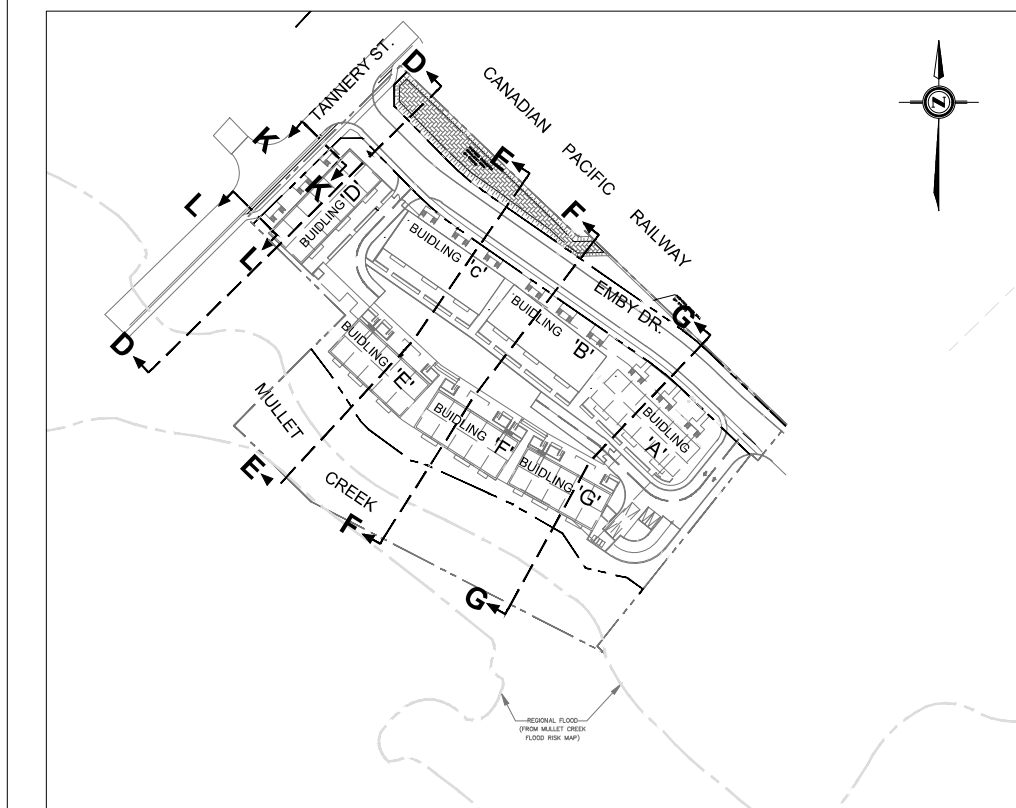 TANNERY ST.
D
CANADIAN PACIFIC RAILWAY
K
E
K
L
F
BUIDLING 'D'
L
BUIDLING 'C'
EMBY DR.
G
BUIDLING 'B'
D
BUIDLING 'E'
BUIDLING 'A'
MULLET CREEK
BUIDLING 'F'
BUIDLING 'G'
E
F
G
REGIONAL FLOOD
(FROM MULLET CREEK
FLOOD RISK MAP)
N